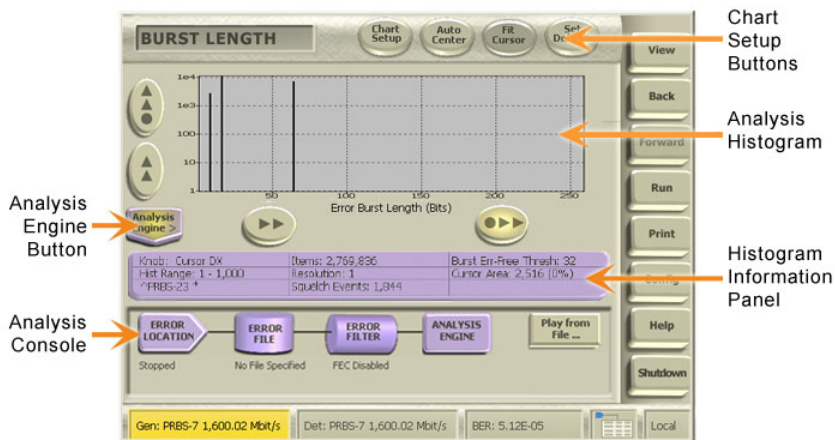 Chart
Setup
Buttons
BURST LENGTH
Chart
Setup
Auto
Center
Fit
Cursor
Set
View
Back
Forward
Run
Print
Help
Shutdown
Analysis
Histogram
1e4
1e3
100
10
1
50
100
150
200
250
Error Burst Length (Bits)
Analysis
Engine
Button
Analysis
Engine >
Knob: Cursor DX
Items: 2,769,836
Burst Err-Free Thresh: 32
Hist Range: 1 - 1,000
Resolution: 1
Cursor Area: 2,516 (0%)
^PRBS-23 *
Squelch Events: 1,844
Histogram
Information
Panel
Analysis
Console
ERROR
LOCATION
ERROR
FILE
ERROR
FILTER
ANALYSIS
ENGINE
Play from
File ...
Stopped
No File Specified
FEC Disabled
Gen: PRBS-7 1,600.02 Mbit/s
Det: PRBS-7 1,600.02 Mbit/s
BER: 5.12E-05
Local